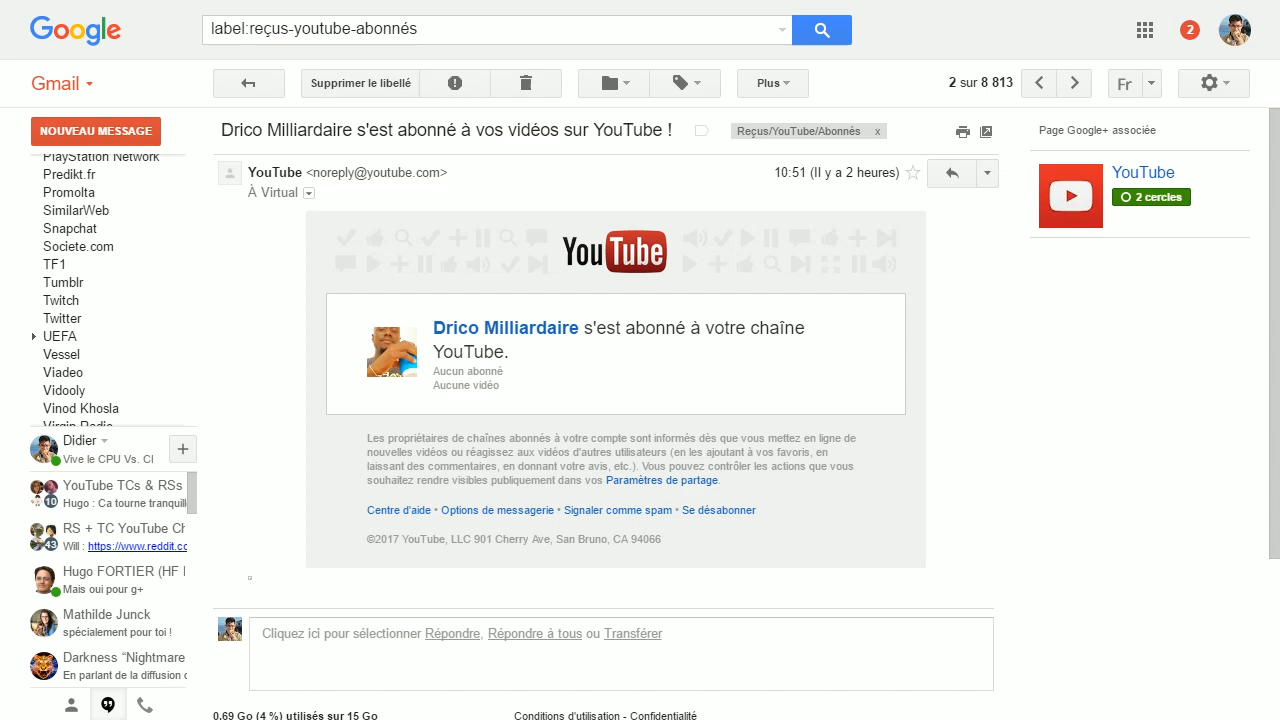 Google
label:reçus-youtube-abonnés
2
Gmail
Supprimer le libellé
Plus
2 sur 8 813
Fr
NOUVEAU MESSAGE
Drico Milliardaire s'est abonné à vos vidéos sur YouTube !
Reçus/YouTube/Abonnés x
Page Google+ associée
YouTube
2 cercles
YouTube <noreply@youtube.com>
10:51 (Il y a 2 heures)
À Virtual
PlayStation Network
Predikt.fr
Promolta
SimilarWeb
Snapchat
Societe.com
TF1
Tumblr
Twitch
Twitter
UEFA
Vessel
Viadeo
Vidooly
Vinod Khosla
Virgin Radio
You Tube
Drico Milliardaire s'est abonné à votre chaîne
YouTube.
Aucun abonné
Aucune vidéo
Les propriétaires de chaînes abonnés à votre compte sont informés dès que vous mettez en ligne de
nouvelles vidéos ou réagissez aux vidéos d'autres utilisateurs (en les ajoutant à vos favoris, en
laissant des commentaires, en donnant votre avis, etc.). Vous pouvez contrôler les actions que vous
souhaitez rendre visibles publiquement dans vos Paramètres de partage.
Centre d'aide • Options de messagerie • Signaler comme spam • Se désabonner
©2017 YouTube, LLC 901 Cherry Ave, San Bruno, CA 94066
Didier
Vive le CPU Vs. CI
YouTube TCs & RSs
10
Hugo : Ca tourne tranquill
RS + TC YouTube Ch
43
Will : https://www.reddit.co
Hugo FORTIER (HF
Mais oui pour g+
Mathilde Junck
spécialement pour toi !
Darkness “Nightmare
En parlant de la diffusion
Cliquez ici pour sélectionner Répondre, Répondre à tous ou Transférer
0,69 Go (4 %) utilisés sur 15 Go
Conditions d'utilisation - Confidentialité